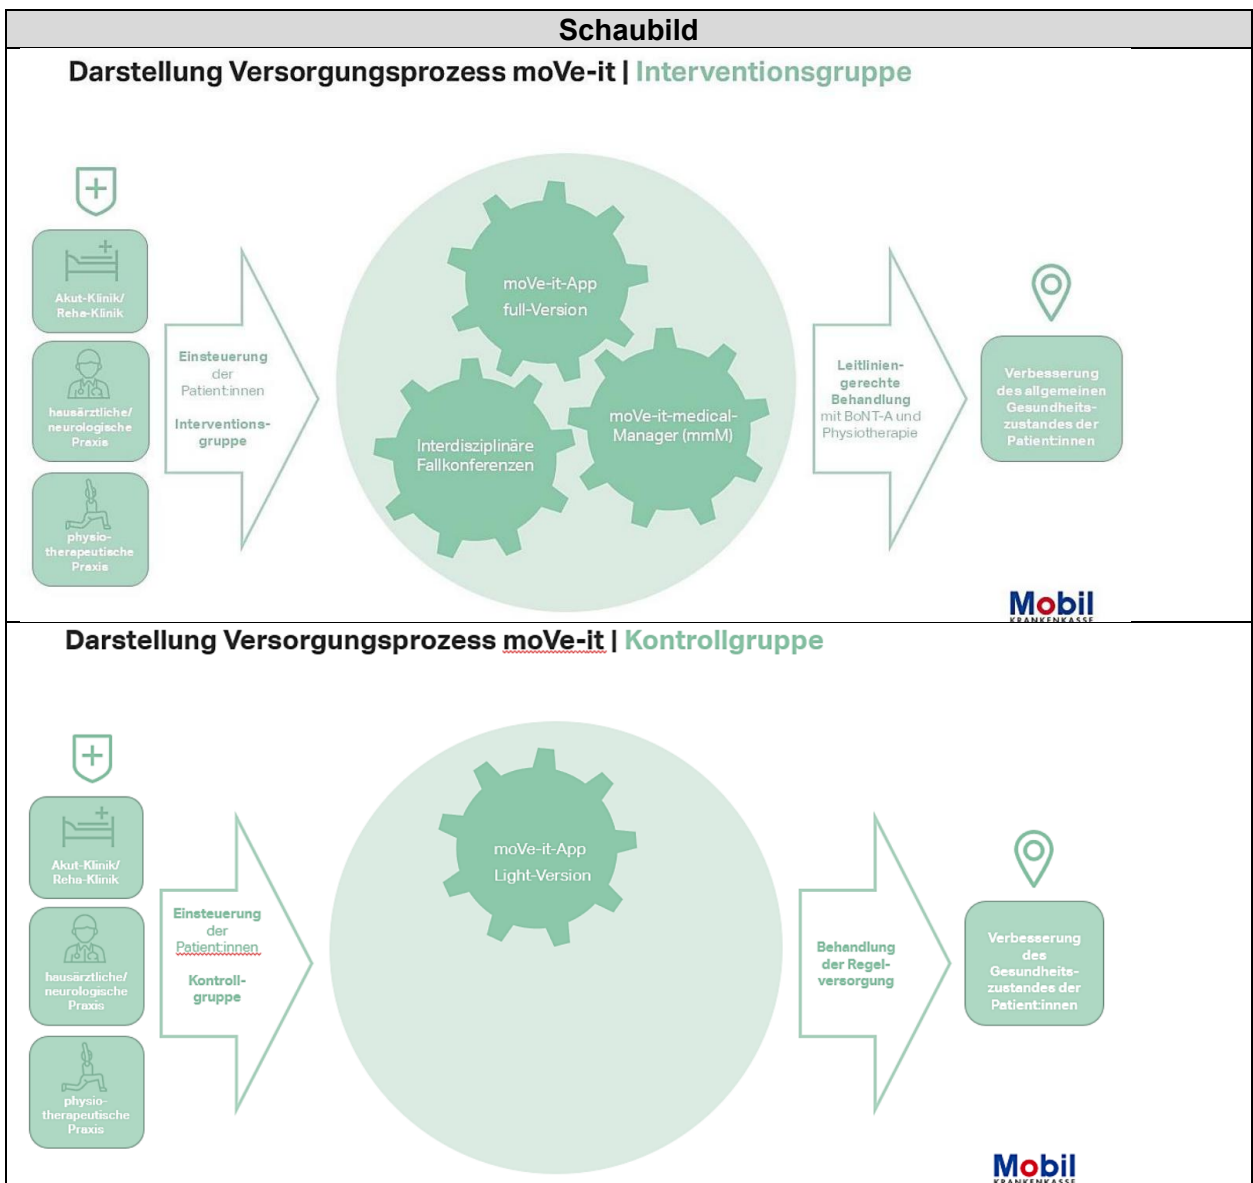 Schaubild
Darstellung Versorgungsprozess moVe-it | Interventionsgruppe
Akut-Klinik/
Reha-Klinik
hausärztliche/
neurologische
Praxis
physio-
therapeutische
Praxis
Einsteuerung
der
Patient:innen
Interventions-
gruppe
moVe-it-App
full-Version
Interdisziplinäre
Fallkonferenzen
moVe-it-medical-
Manager (mmM)
Leitlinien-
gerechte
Behandlung
mit BoNT-A und
Physiotherapie
Verbesserung
des allgemeinen
Gesundheits-
zustandes der
Patient:innen
Mobil
KRANKENKASSE
Darstellung Versorgungsprozess moVe-it | Kontrollgruppe
Akut-Klinik/
Reha-Klinik
hausärztliche/
neurologische
Praxis
physio-
therapeutische
Praxis
Einsteuerung
der
Patient:innen
Kontroll-
gruppe
moVe-it-App
Light-Version
Behandlung
der Regel-
versorgung
Verbesserung
des
Gesundheits-
zustandes der
Patient:innen
Mobil
KRANKENKASSE